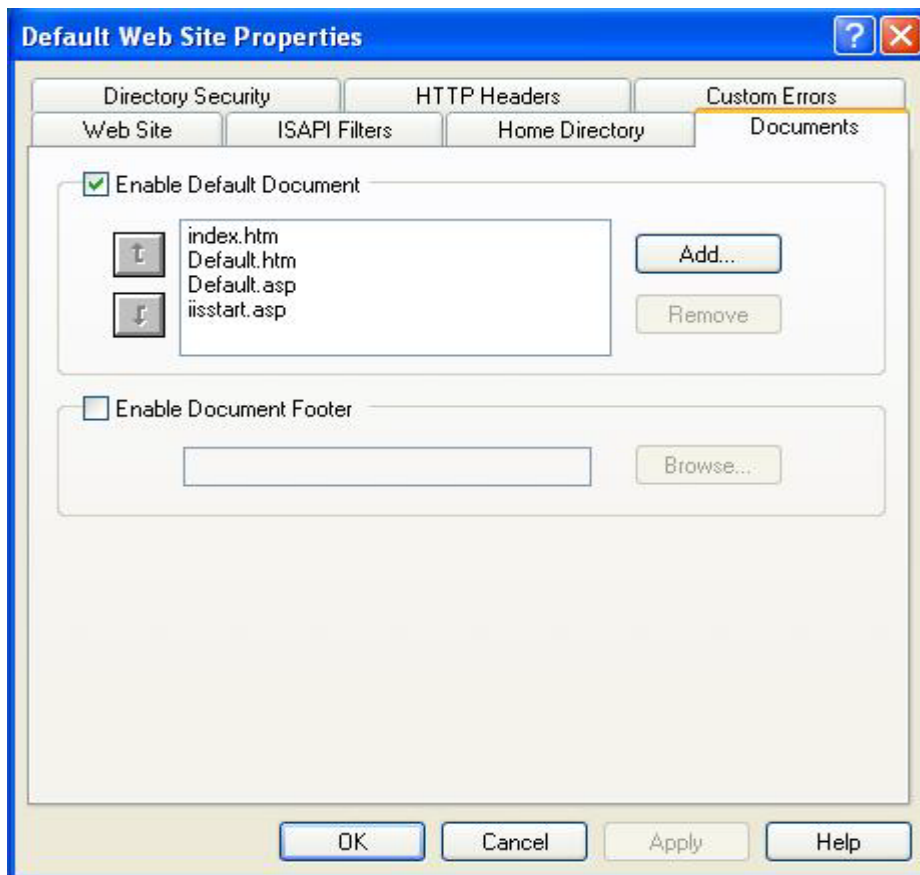 Default Web Site Properties
Directory Security HTTP Headers Custom Errors
Web Site ISAPI Filters Home Directory Documents
Enable Default Document
index.htm
Default.htm
Default.asp
iisstart.asp
Add...
Remove
Enable Document Footer
Browse...
OK Cancel Apply Help